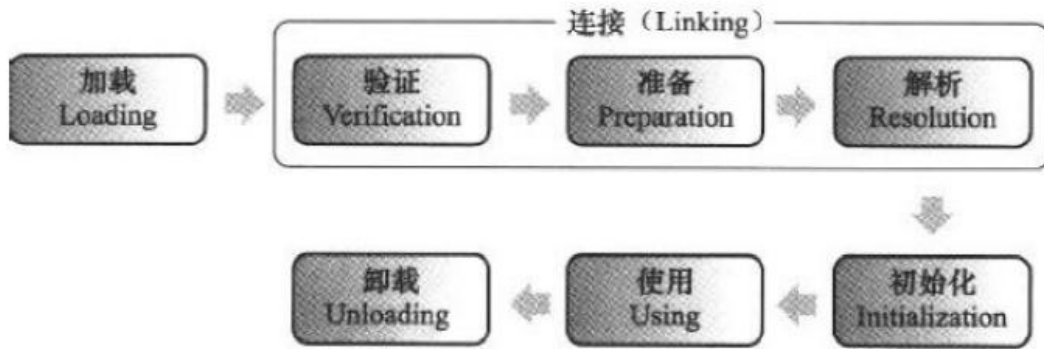 连接（Linking）
加载
Loading
验证
Verification
准备
Preparation
解析
Resolution
卸载
Unloading
使用
Using
初始化
Initialization